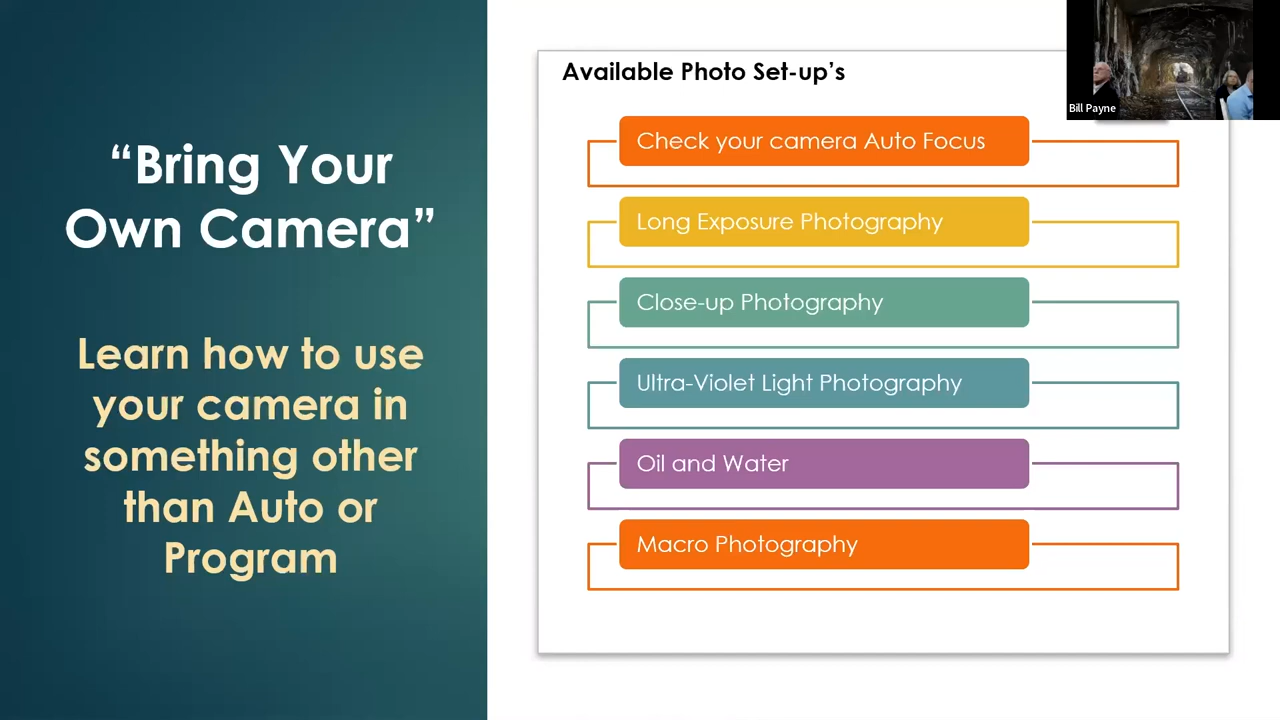 “Bring Your
Own Camera”
Learn how to use
your camera in
something other
than Auto or
Program
Available Photo Set-up’s
Check your camera Auto Focus
Long Exposure Photography
Close-up Photography
Ultra-Violet Light Photography
Oil and Water
Macro Photography
Bill Payne